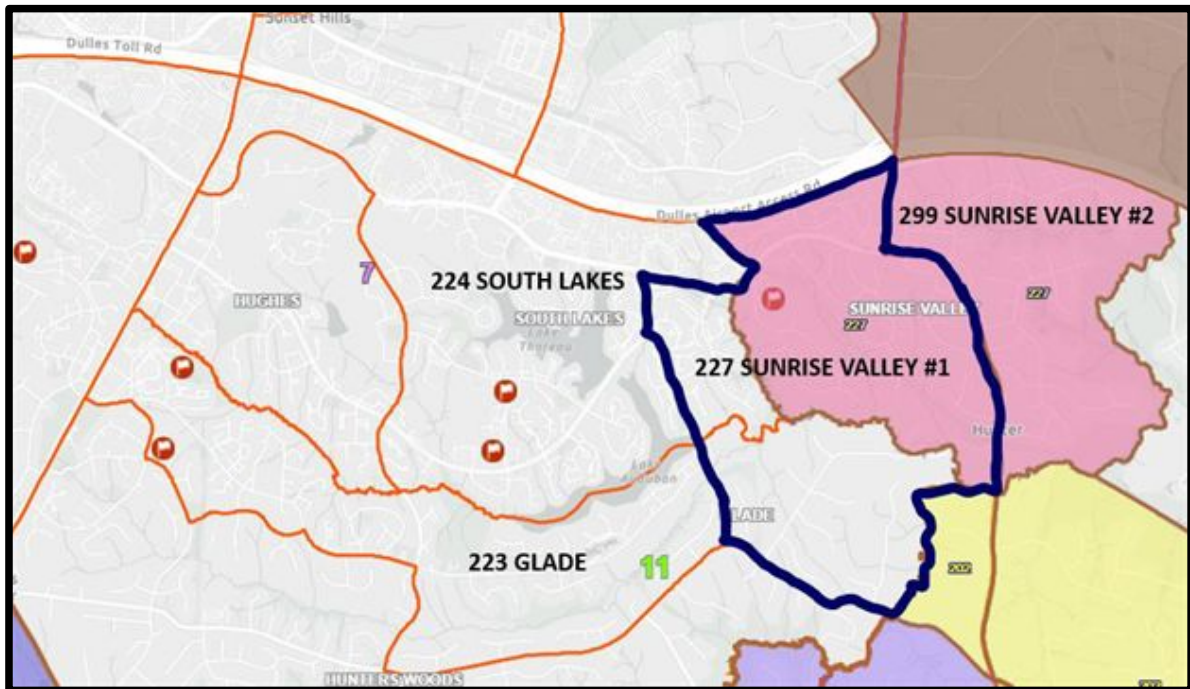 Sunset Hills
Dulles Toll Rd
Dulles Airport Access Rd
299 SUNRISE VALLEY #2
7
224 SOUTH LAKES
HUGHES
SOUTH LAKES
Lake
Thoreau
SUNRISE VALLE
227
227
227 SUNRISE VALLEY #1
Hunter
Lake
Audubon
LADE
223 GLADE
11
202
HUNTERS WOODS